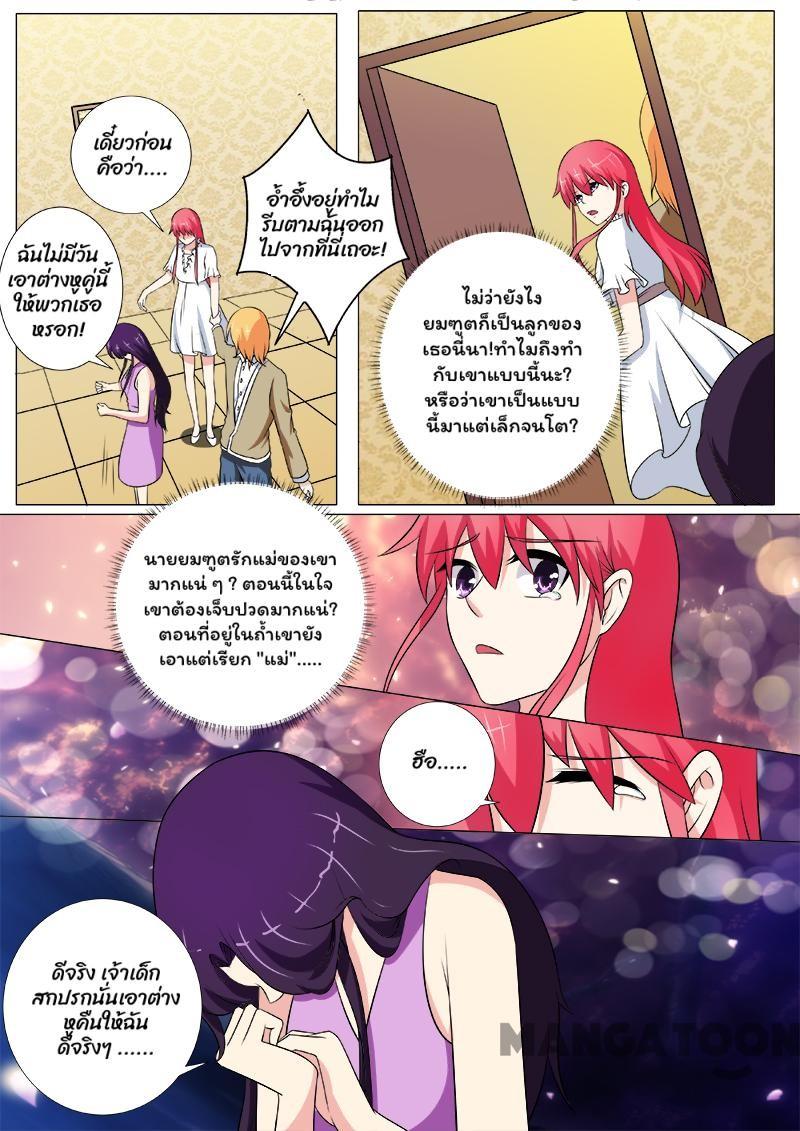 เดี๋ยวก่อน
คือว่า....
อ้ำอึ้งอยู่ทำไม
รีบตามฉันออก
ไปจากที่นี่เถอะ!
ฉันไม่มีวัน
เอาต่างหูคู่นี้
ให้พวกเธอ
หรอก!
ไม่ว่ายังไง
ยมฑูตก็เป็นลูกของ
เธอนี่นา!ทำไมถึงทำ
กับเขาแบบนี้นะ?
หรือว่าเขาเป็นแบบ
นี้มาแต่เล็กจนโต?
นายยมฑูตรักแม่ของเขา
มากแน่ ๆ ? ตอนนี้ในใจ
เขาต้องเจ็บปวดมากแน่?
ตอนที่อยู่ในถ้ำเขายัง
เอาแต่เรียก "แม่".....
ฮือ.....
ดีจริง เจ้าเด็ก
สกปรกนั่นเอาต่าง
หูคืนให้ฉัน
ดีจริงๆ ......
MANGATOON